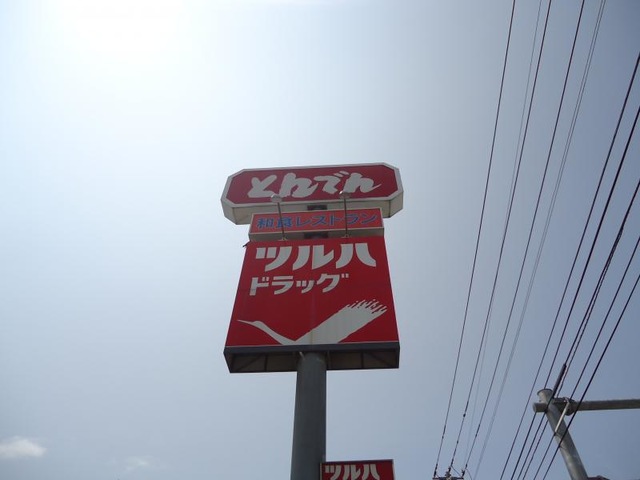 とんでん
和風レストラン
ツルハ
ドラッグ
ツルハ